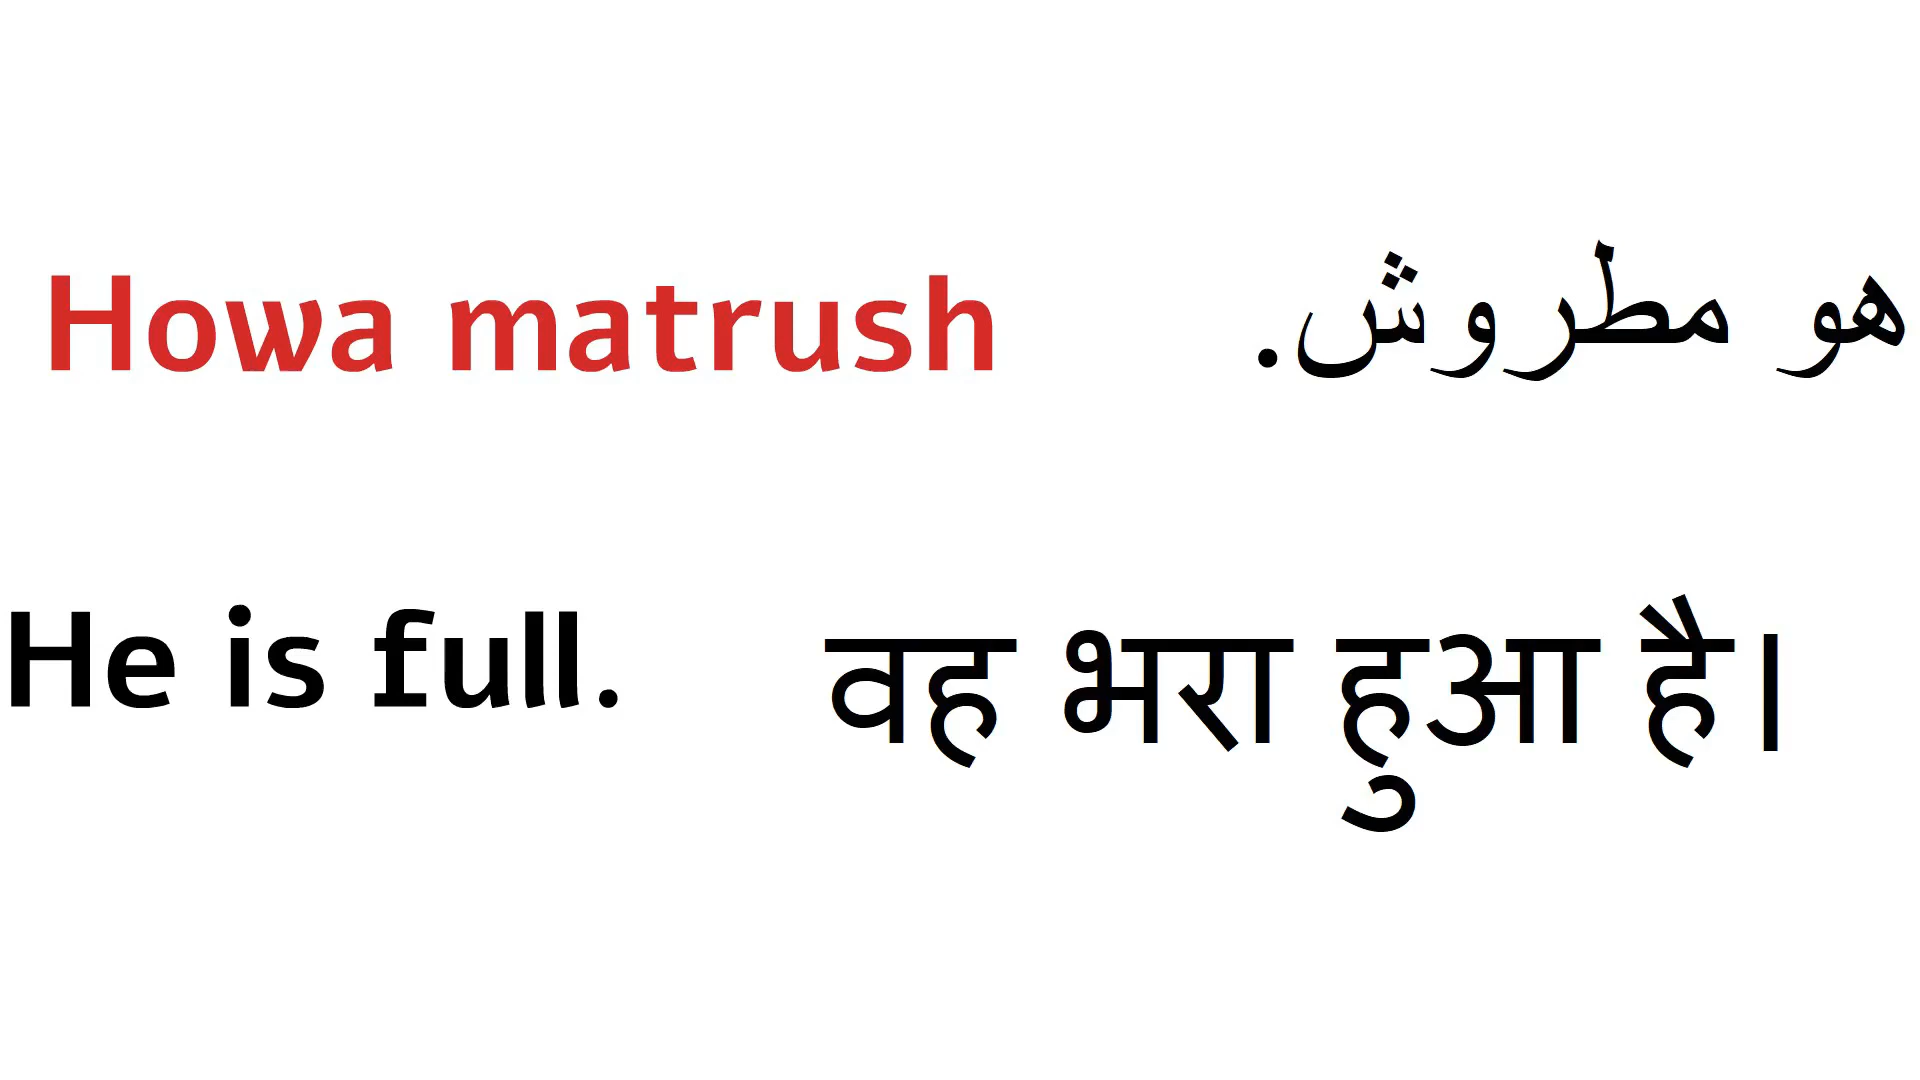 Howa matrush هو مطروش.
He is full. वह भरा हुआ है।